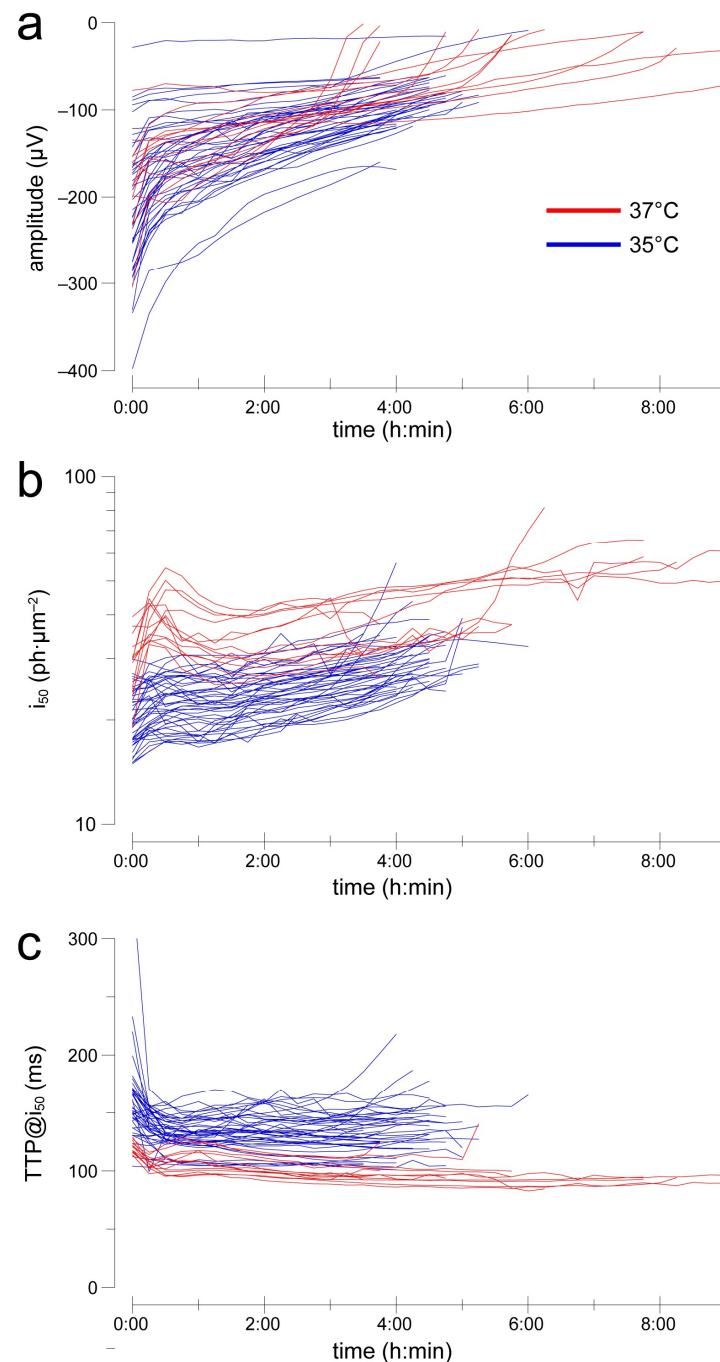 a
0
–100
–200
–300
–400
amplitude (µV)
37°C
35°C
0:00 2:00 4:00 6:00 8:00
time (h:min)
b
100
10
i₅₀ (ph·µm⁻²)
0:00 2:00 4:00 6:00 8:00
time (h:min)
c
300
200
100
0
TTP@i₅₀ (ms)
0:00 2:00 4:00 6:00 8:00
time (h:min)